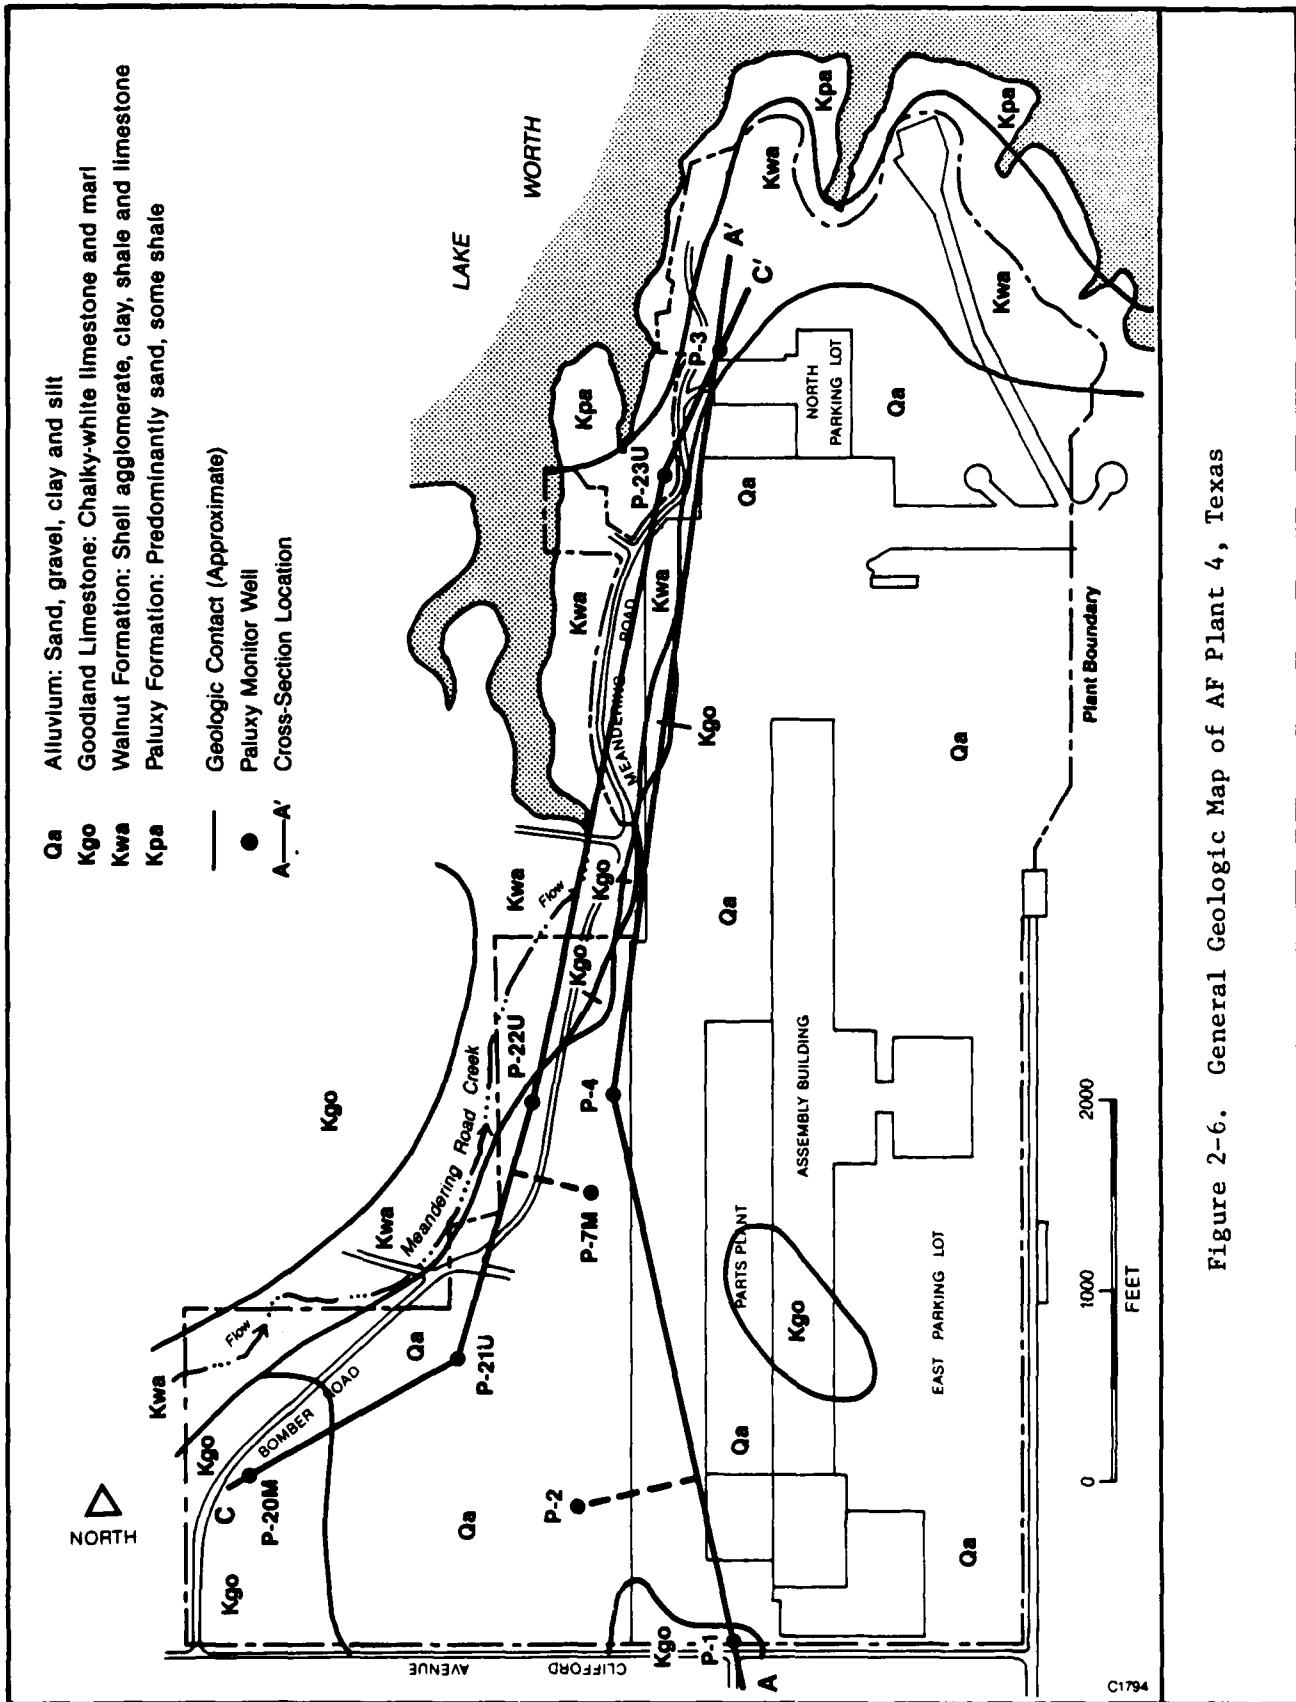 Qa Alluvium: Sand, gravel, clay and silt
Kgo Goodland Limestone: Chalky-white limestone and marl
Kwa Walnut Formation: Shell agglomerate, clay, shale and limestone
Kpa Paluxy Formation: Predominantly sand, some shale
Geologic Contact (Approximate)
Paluxy Monitor Well
A—A' Cross-Section Location
NORTH
LAKE
WORTH
Kpa
Kpa
Kpa
Kwa
Kwa
Kwa
Kwa
Kwa
Kwa
Kwa
Kgo
Kgo
Kgo
Kgo
Kgo
Kgo
Kgo
Kgo
Qa
Qa
Qa
Qa
Qa
Qa
Qa
Qa
A
A'
C
C'
P-1
P-2
P-3
P-4
P-7M
P-20M
P-21U
P-22U
P-23U
Flow
Flow
Meandering Road Creek
MEANDERING
ROAD
BOMBER
ROAD
CLIFFORD
AVENUE
NORTH
PARKING LOT
PARTS PLANT
ASSEMBLY BUILDING
EAST PARKING LOT
Plant Boundary
0
1000
2000
FEET
C1794
Figure 2-6. General Geologic Map of AF Plant 4, Texas